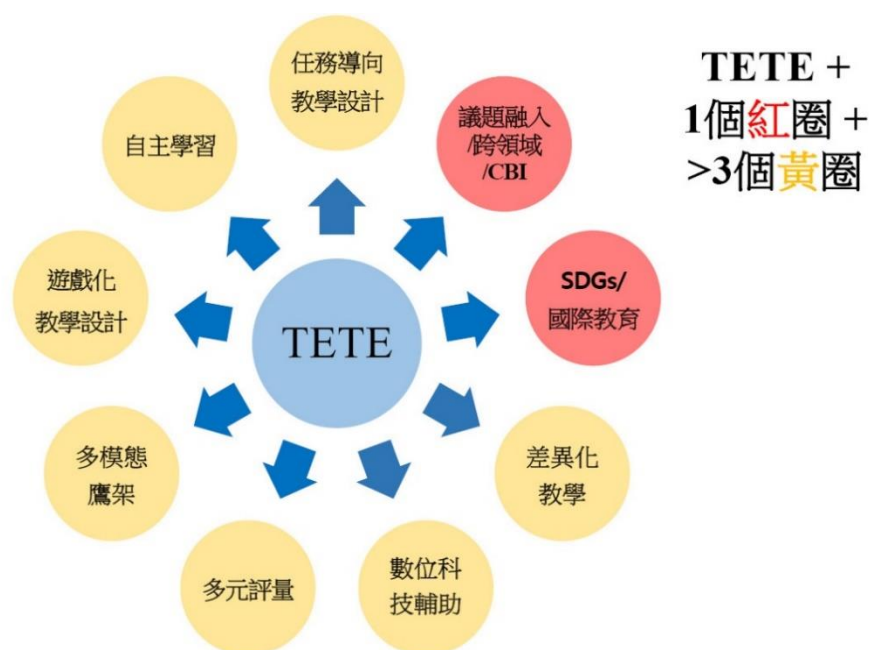 任務導向
教學設計
議題融入
/跨領域
/CBI
SDGs/
國際教育
差異化
教學
數位科
技輔助
多元評量
多模態
鷹架
遊戲化
教學設計
自主學習
TETE
TETE +
1個紅圈 +
>3個黃圈